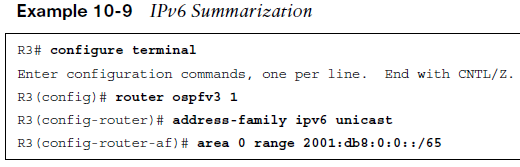 Example 10-9 IPv6 Summarization
R3# configure terminal
Enter configuration commands, one per line. End with CNTL/Z.
R3(config)# router ospfv3 1
R3(config-router)# address-family ipv6 unicast
R3(config-router-af)# area 0 range 2001:db8:0:0::/65